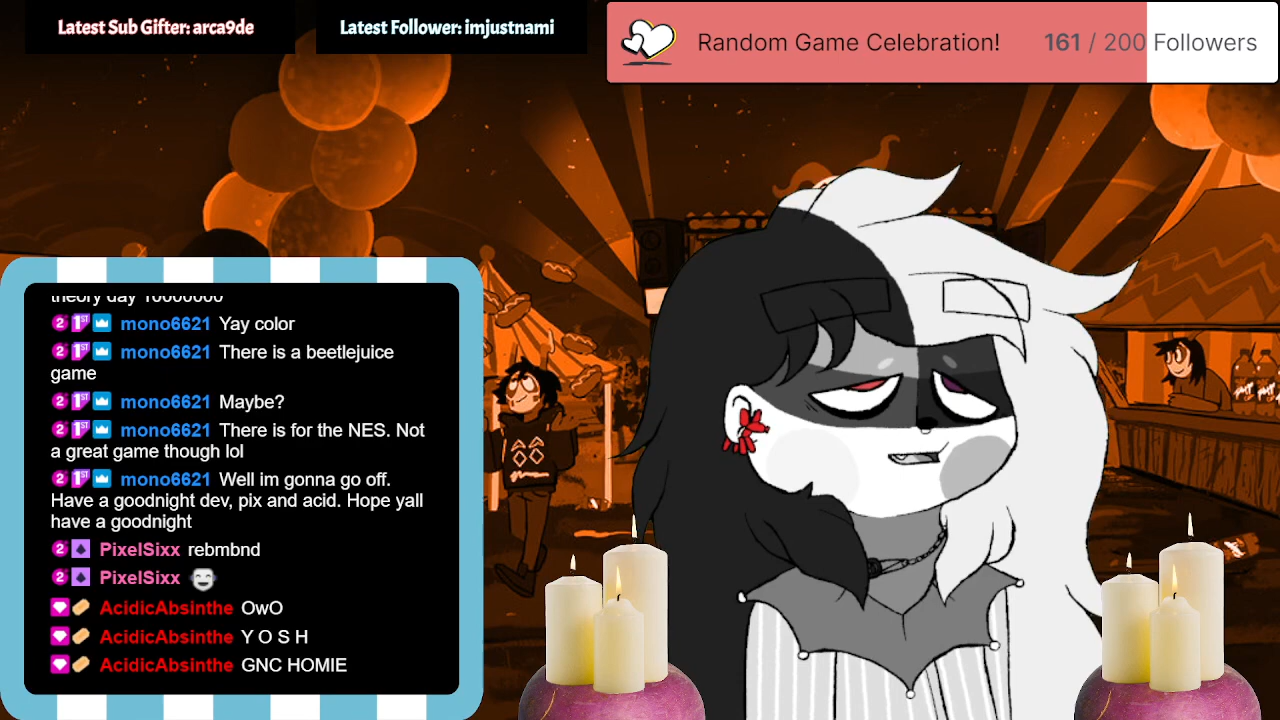 Latest Sub Gifter: arca9de
Latest Follower: imjustnami
Random Game Celebration! 161 / 200 Followers
theory day 10000000
mono6621 Yay color
mono6621 There is a beetlejuice
game
mono6621 Maybe?
mono6621 There is for the NES. Not
a great game though lol
mono6621 Well im gonna go off.
Have a goodnight dev, pix and acid. Hope yall
have a goodnight
PixelSixx rebmbnd
PixelSixx
AcidicAbsinthe OwO
AcidicAbsinthe Y O S H
AcidicAbsinthe GNC HOMIE